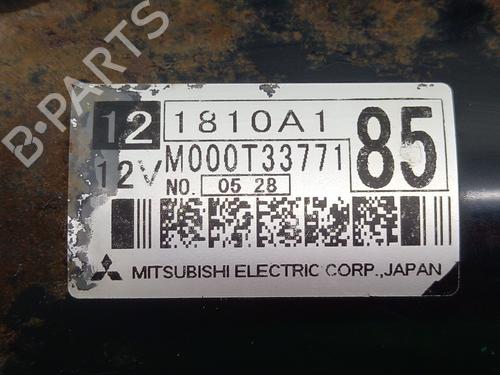 B-PARTS
12 1810A1
12V M000T33771 85
NO. 05 28
MITSUBISHI ELECTRIC CORP., JAPAN